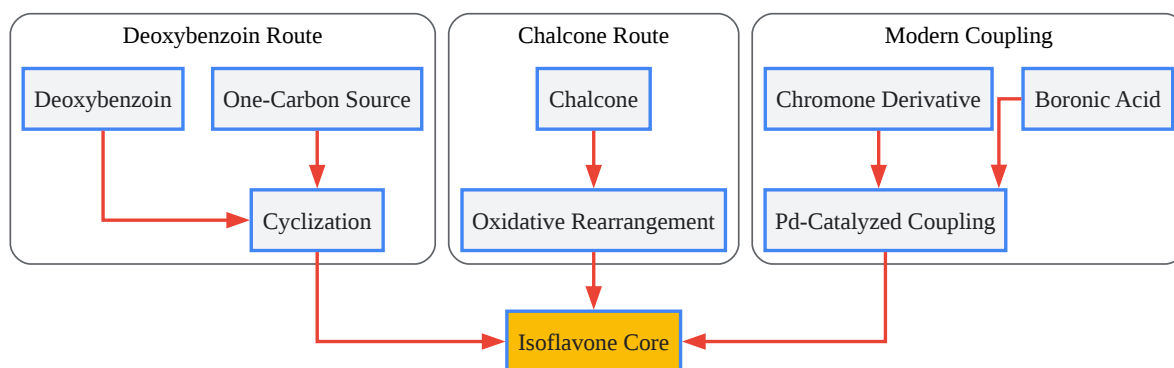 Deoxybenzoin Route
Chalcone Route
Modern Coupling
Deoxybenzoin
One-Carbon Source
Chalcone
Chromone Derivative
Boronic Acid
Cyclization
Oxidative Rearrangement
Pd-Catalyzed Coupling
Isoflavone Core